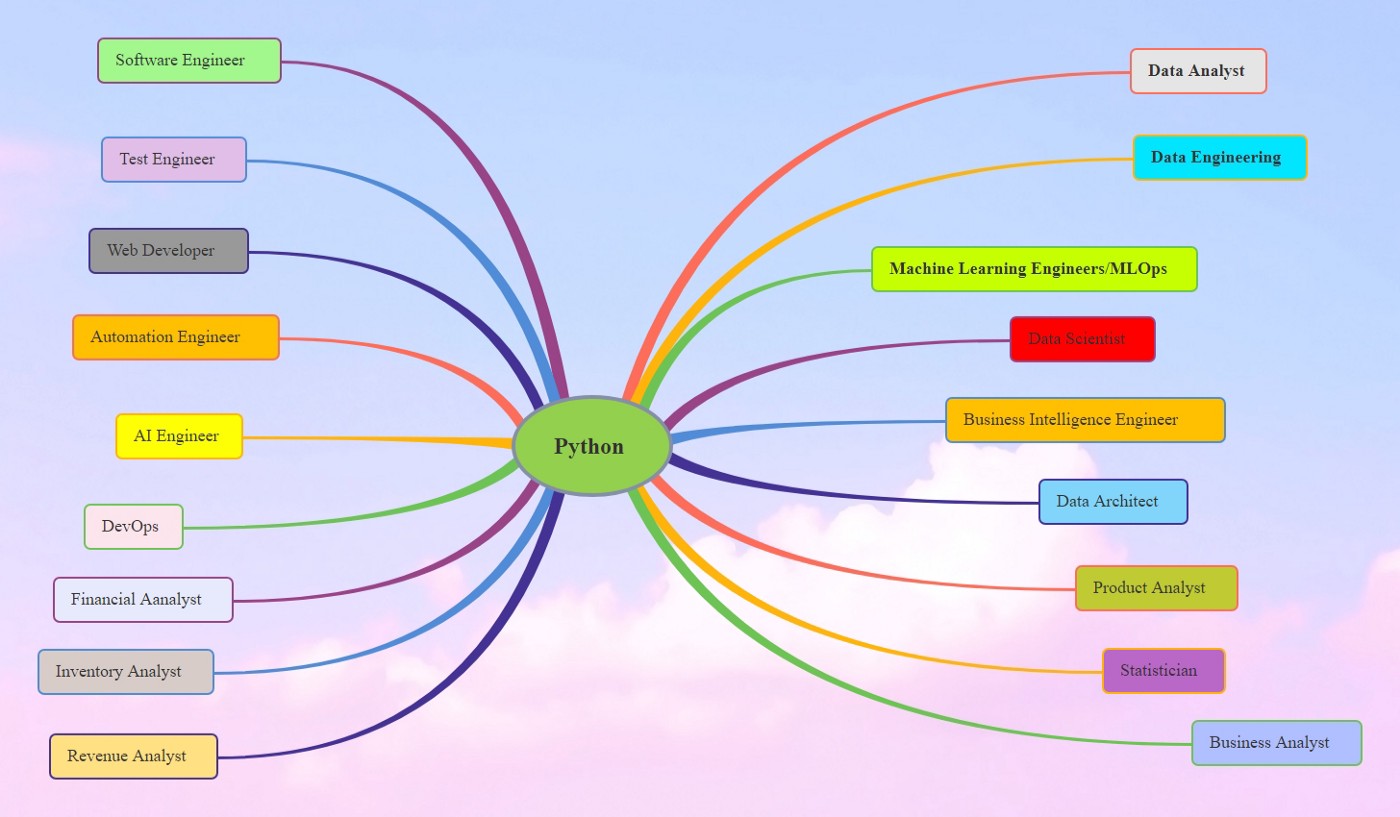 Software Engineer
Test Engineer
Web Developer
Automation Engineer
AI Engineer
DevOps
Financial Aanalyst
Inventory Analyst
Revenue Analyst
Python
Data Analyst
Data Engineering
Machine Learning Engineers/MLOps
Data Scientist
Business Intelligence Engineer
Data Architect
Product Analyst
Statistician
Business Analyst